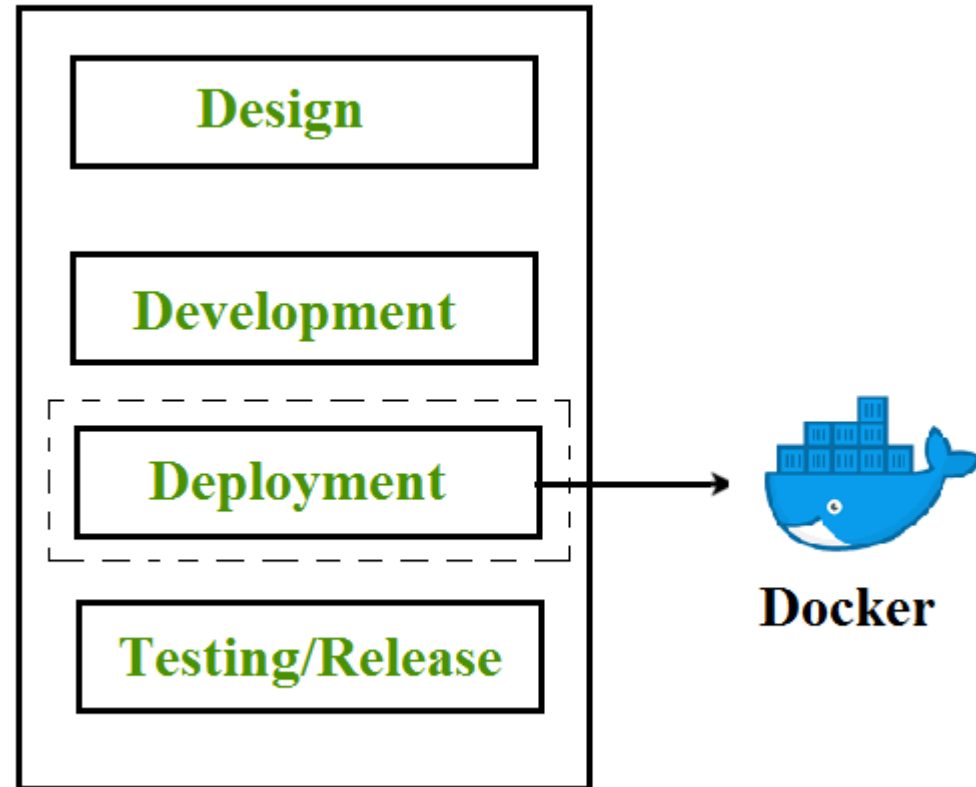 Design
Development
Deployment
Docker
Testing/Release